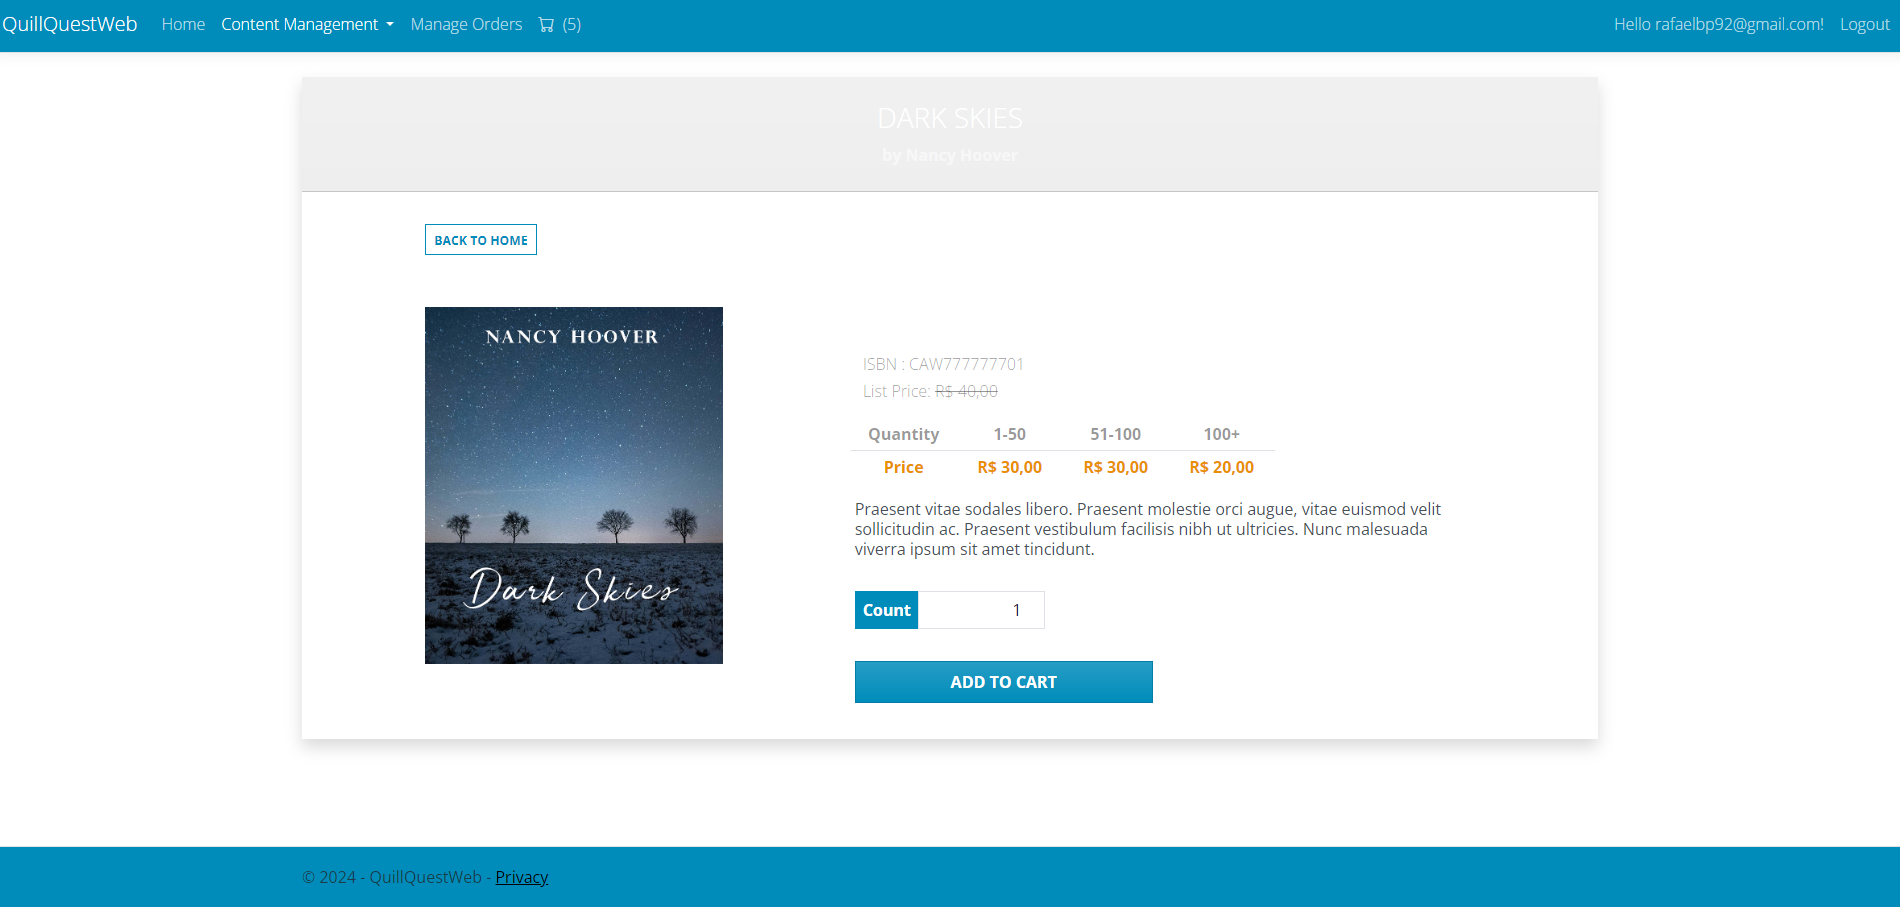 QuillQuestWeb Home Content Management Manage Orders (5) Hello rafaelbp92@gmail.com! Logout
DARK SKIES
by Nancy Hoover
BACK TO HOME
NANCY HOOVER
Dark Skies
ISBN : CAW777777701
List Price: R$ 40,00
Quantity 1-50 51-100 100+
Price R$ 30,00 R$ 30,00 R$ 20,00
Praesent vitae sodales libero. Praesent molestie orci augue, vitae euismod velit
sollicitudin ac. Praesent vestibulum facilisis nibh ut ultricies. Nunc malesuada
viverra ipsum sit amet tincidunt.
Count 1
ADD TO CART
© 2024 - QuillQuestWeb - Privacy